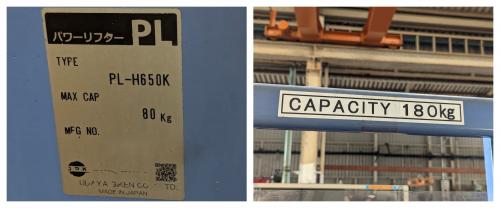 パワーリフター PL
TYPE
PL-H650K
MAX CAP
80 Kg
MFG NO.
MADE IN JAPAN
CAPACITY 180kg